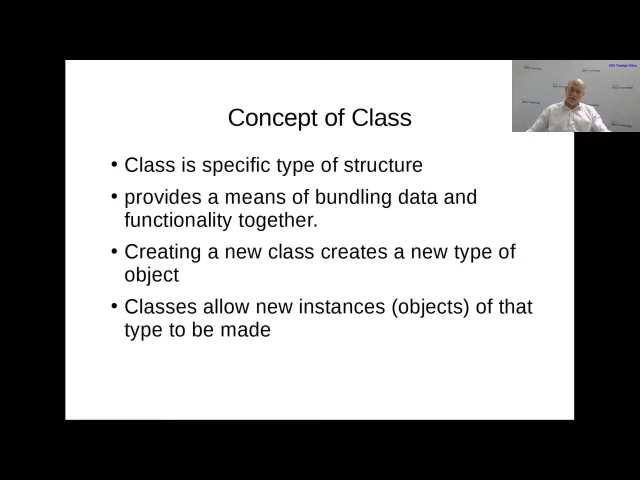 Concept of Class
• Class is specific type of structure
• provides a means of bundling data and
functionality together.
• Creating a new class creates a new type of
object
• Classes allow new instances (objects) of that
type to be made